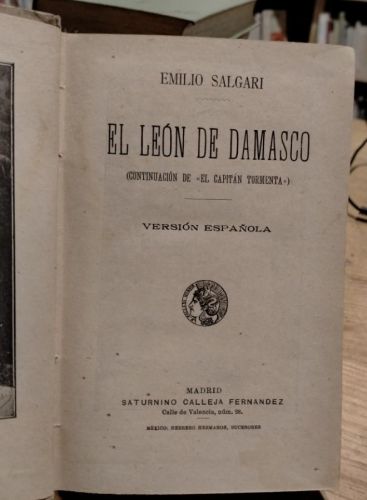 EMILIO SALGARI
EL LEÓN DE DAMASCO
(CONTINUACIÓN DE «EL CAPITÁN TORMENTA»)
VERSIÓN ESPAÑOLA
MADRID
SATURNINO CALLEJA FERNANDEZ
Calle de Valencia, núm. 28.
MÉXICO, HERRERO HERMANOS, SUCESORES